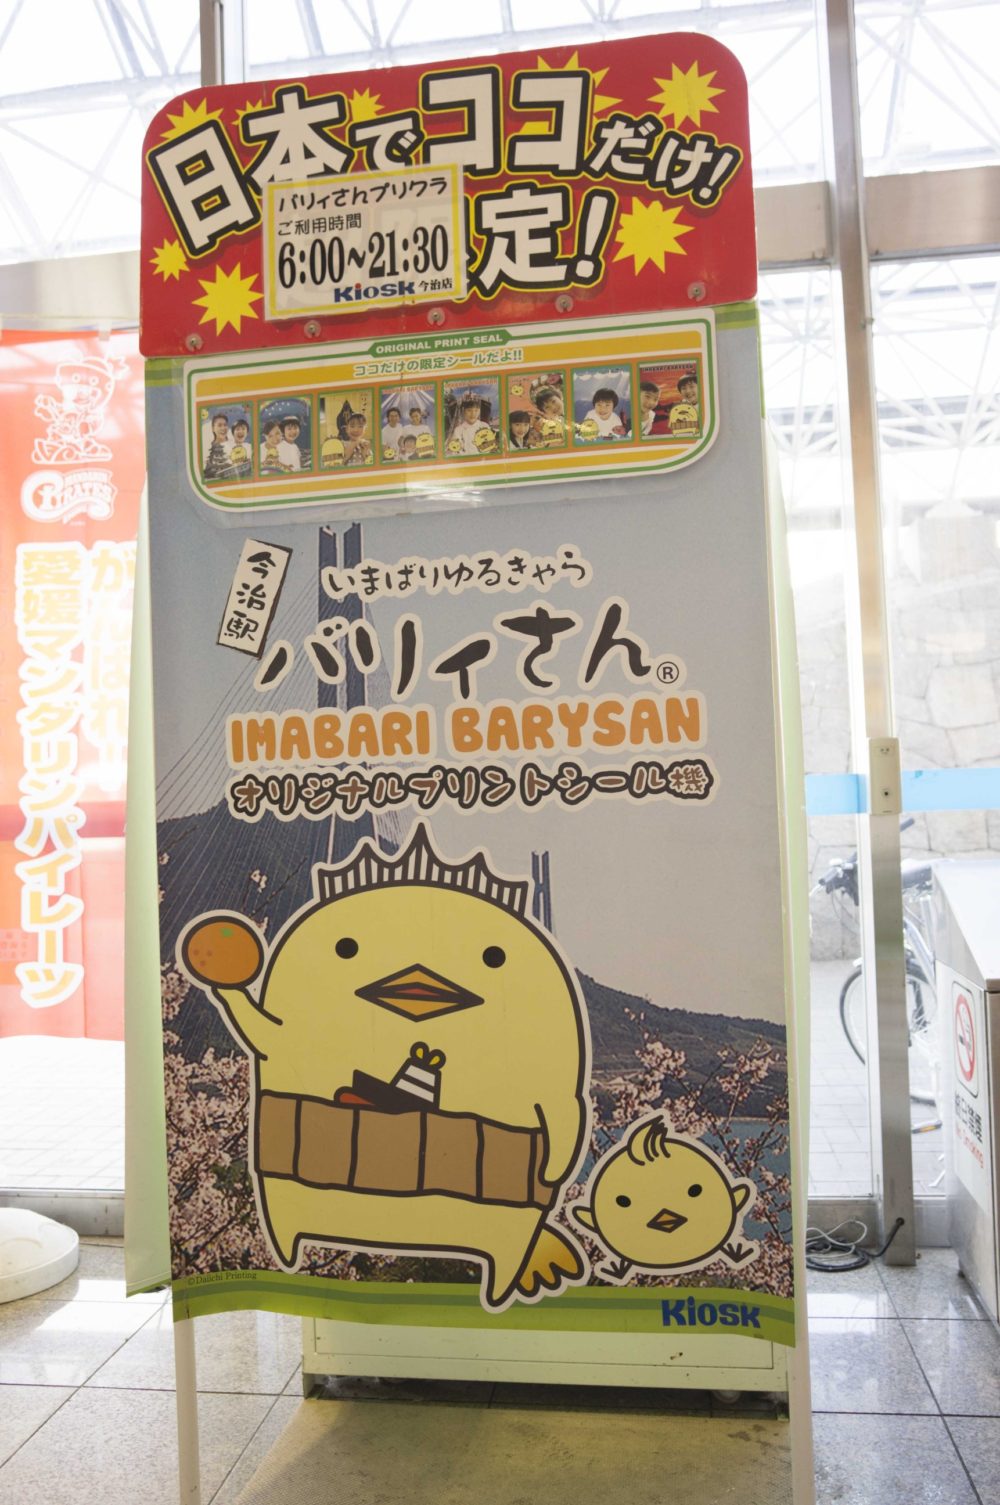 日本でココだけ!
定!
バリィさんプリクラ
ご利用時間
6:00~21:30
Kiosk 今治店
ORIGINAL PRINT SEAL
ココだけの限定シールだよ!!
今治駅
いまばりゆるきゃら
バリィさん®
IMABARI BARYSAN
オリジナルプリントシール機
©Daiichi Printing
Kiosk
PIRATES
がんばれ!
愛媛マンダリンパイレーツ